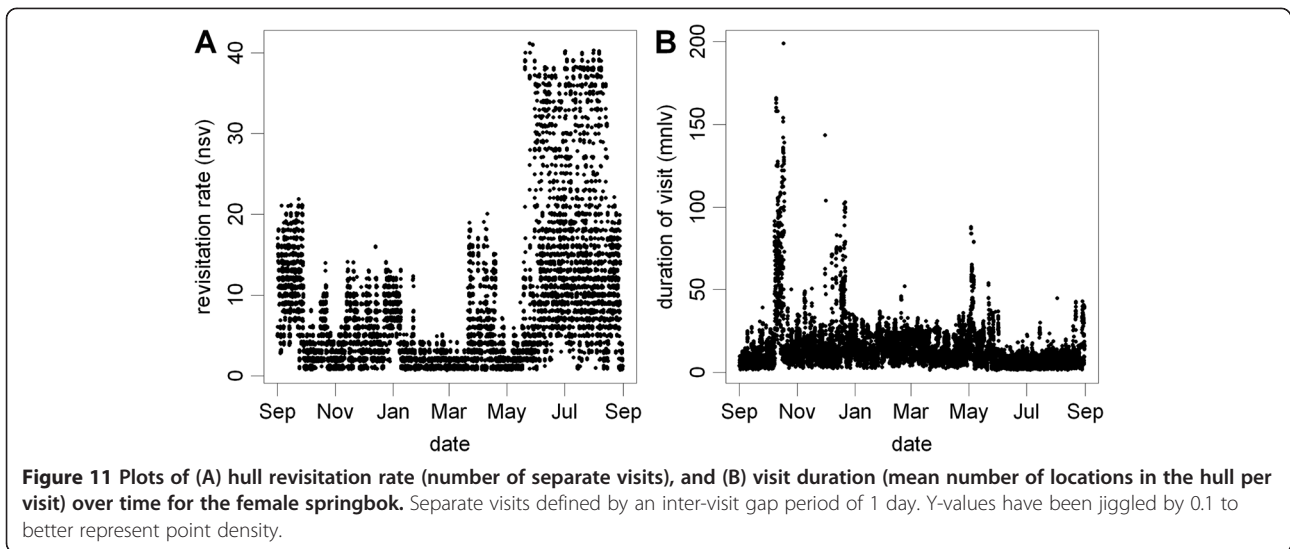 A
40
30
20
10
0
revisitation rate (nsv)
Sep Nov Jan Mar May Jul Sep
date
B
200
150
100
50
0
duration of visit (mnlv)
Sep Nov Jan Mar May Jul Sep
date
Figure 11 Plots of (A) hull revisitation rate (number of separate visits), and (B) visit duration (mean number of locations in the hull per
visit) over time for the female springbok. Separate visits defined by an inter-visit gap period of 1 day. Y-values have been jiggled by 0.1 to
better represent point density.